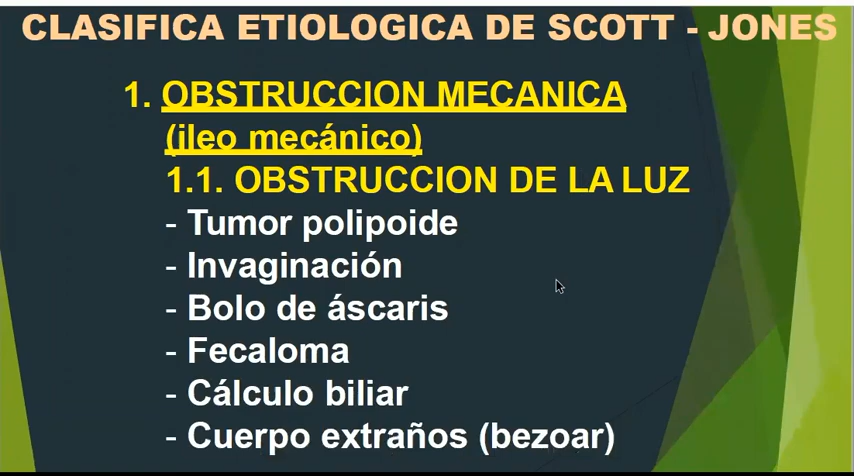 CLASIFICA ETIOLOGICA DE SCOTT - JONES
1. OBSTRUCCION MECANICA
(ileo mecánico)
1.1. OBSTRUCCION DE LA LUZ
- Tumor polipoide
- Invaginación
- Bolo de áscaris
- Fecaloma
- Cálculo biliar
- Cuerpo extraños (bezoar)